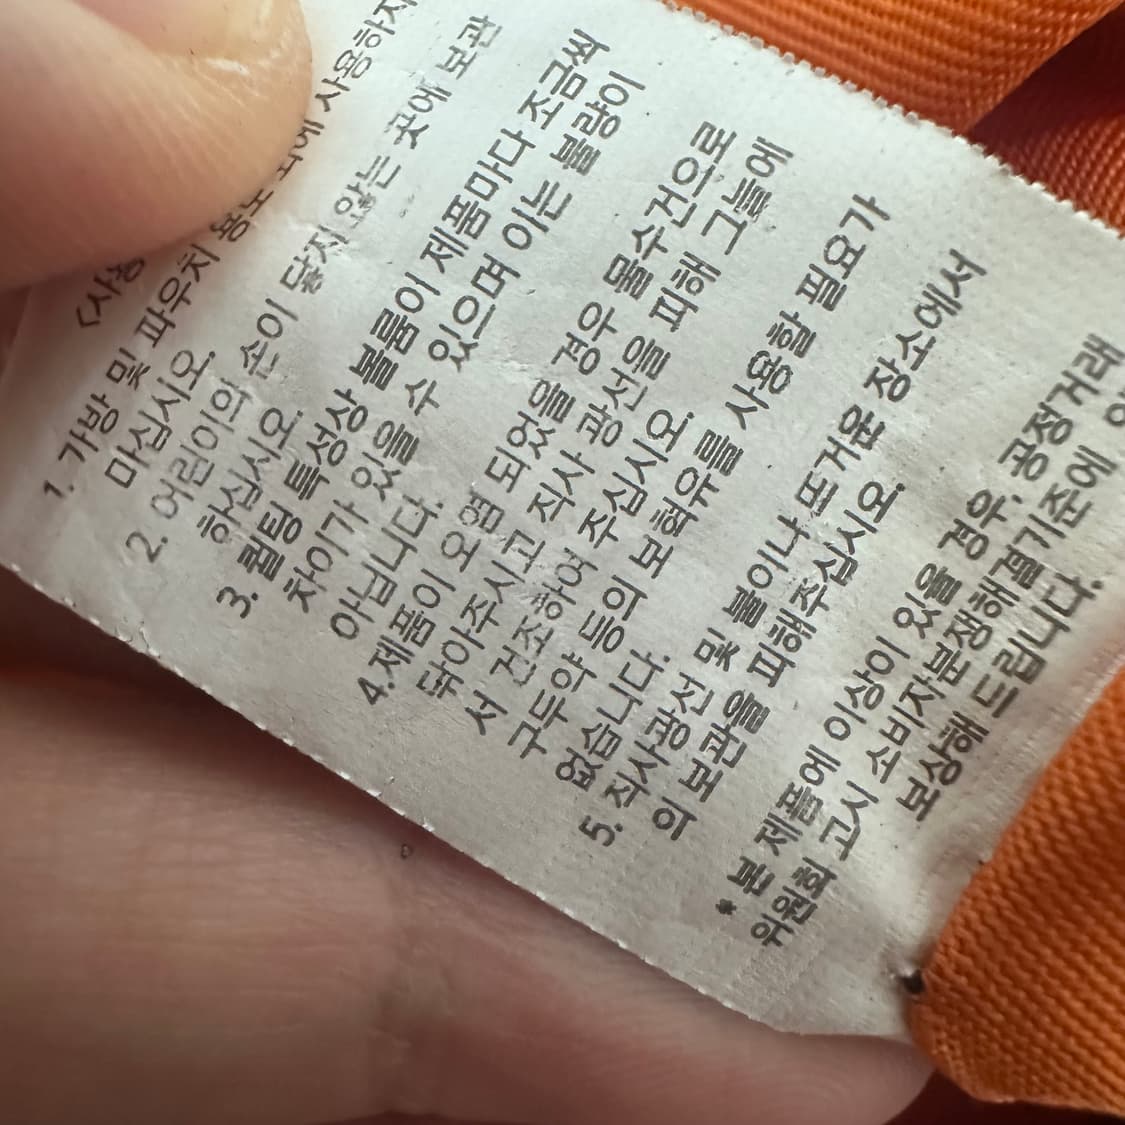 <사용
1. 가방 및 파우치 용도 외에 사용하지
마십시오.
2. 어린이의 손이 닿지 않는 곳에 보관
하십시오.
3. 퀼팅 특성상 볼륨이 제품마다 조금씩
차이가 있을 수 있으며 이는 불량이
아닙니다.
4.제품이 오염 되었을 경우 물수건으로
닦아주시고 직사 광선을 피해 그늘에
서 건조하여 주십시오.
구두약 등의 보혁유를 사용할 필요가
없습니다.
5. 직사광선 및 불이나 뜨거운 장소에서
의 보관을 피해주십시오.
* 본 제품에 이상이 있을 경우, 공정거래
위원회 고시 소비자분쟁해결기준에
보상해 드립니다.